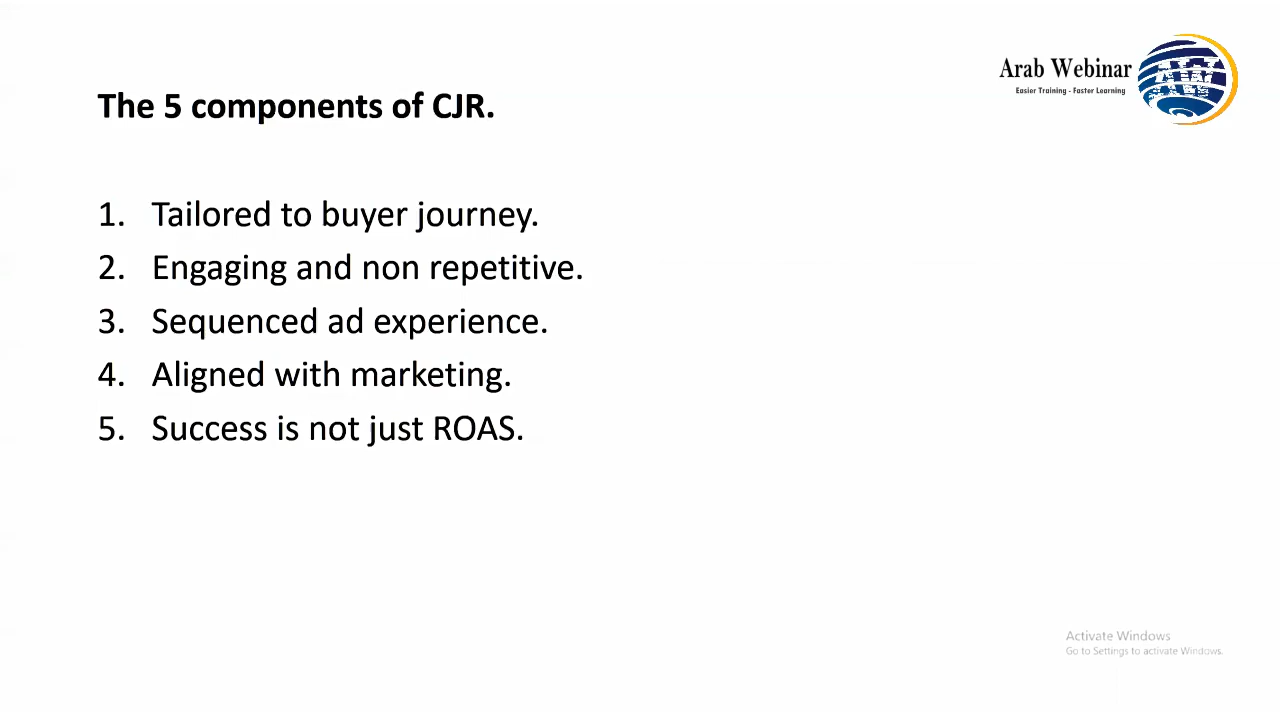 Arab Webinar
Easier Training - Faster Learning
The 5 components of CJR.
1. Tailored to buyer journey.
2. Engaging and non repetitive.
3. Sequenced ad experience.
4. Aligned with marketing.
5. Success is not just ROAS.
Activate Windows
Go to Settings to activate Windows.